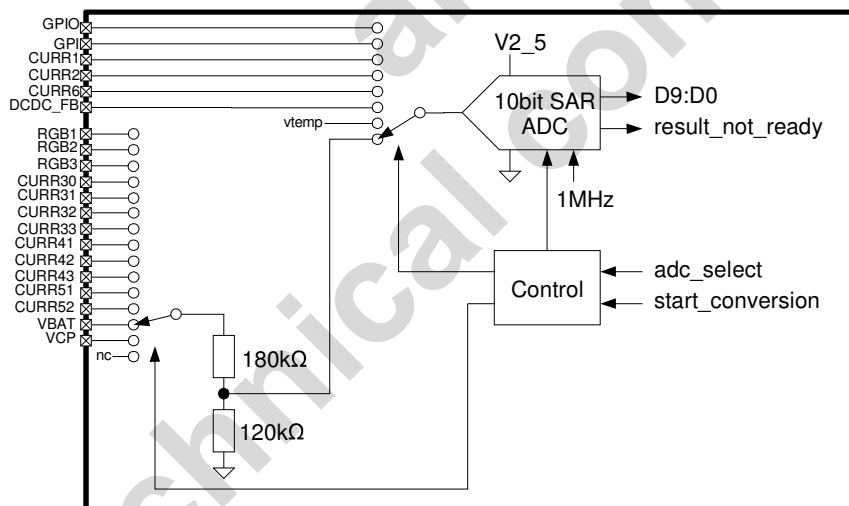 GPIO
GPI
CURR1
CURR2
CURR6
DCDC_FB
vtemp
V2_5
10bit SAR
ADC
D9:D0
result_not_ready
1MHz
RGB1
RGB2
RGB3
CURR30
CURR31
CURR32
CURR33
CURR41
CURR42
CURR43
CURR51
CURR52
VBAT
VCP
nc
180kΩ
120kΩ
Control
adc_select
start_conversion